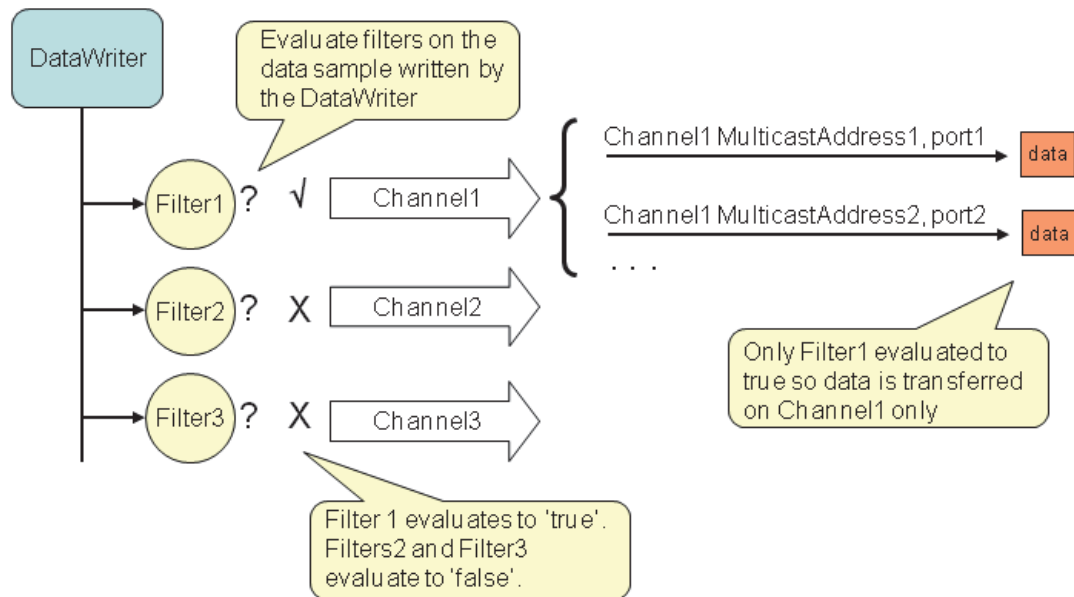 DataWriter
Evaluate filters on the
data sample written by
the DataWriter
Filter1 ? √ Channel1
Channel1 MulticastAddress1, port1
data
Channel1 MulticastAddress2, port2
data
. . .
Filter2 ? X Channel2
Only Filter1 evaluated to
true so data is transferred
on Channel1 only
Filter3 ? X Channel3
Filter 1 evaluates to 'true'.
Filters2 and Filter3
evaluate to 'false'.